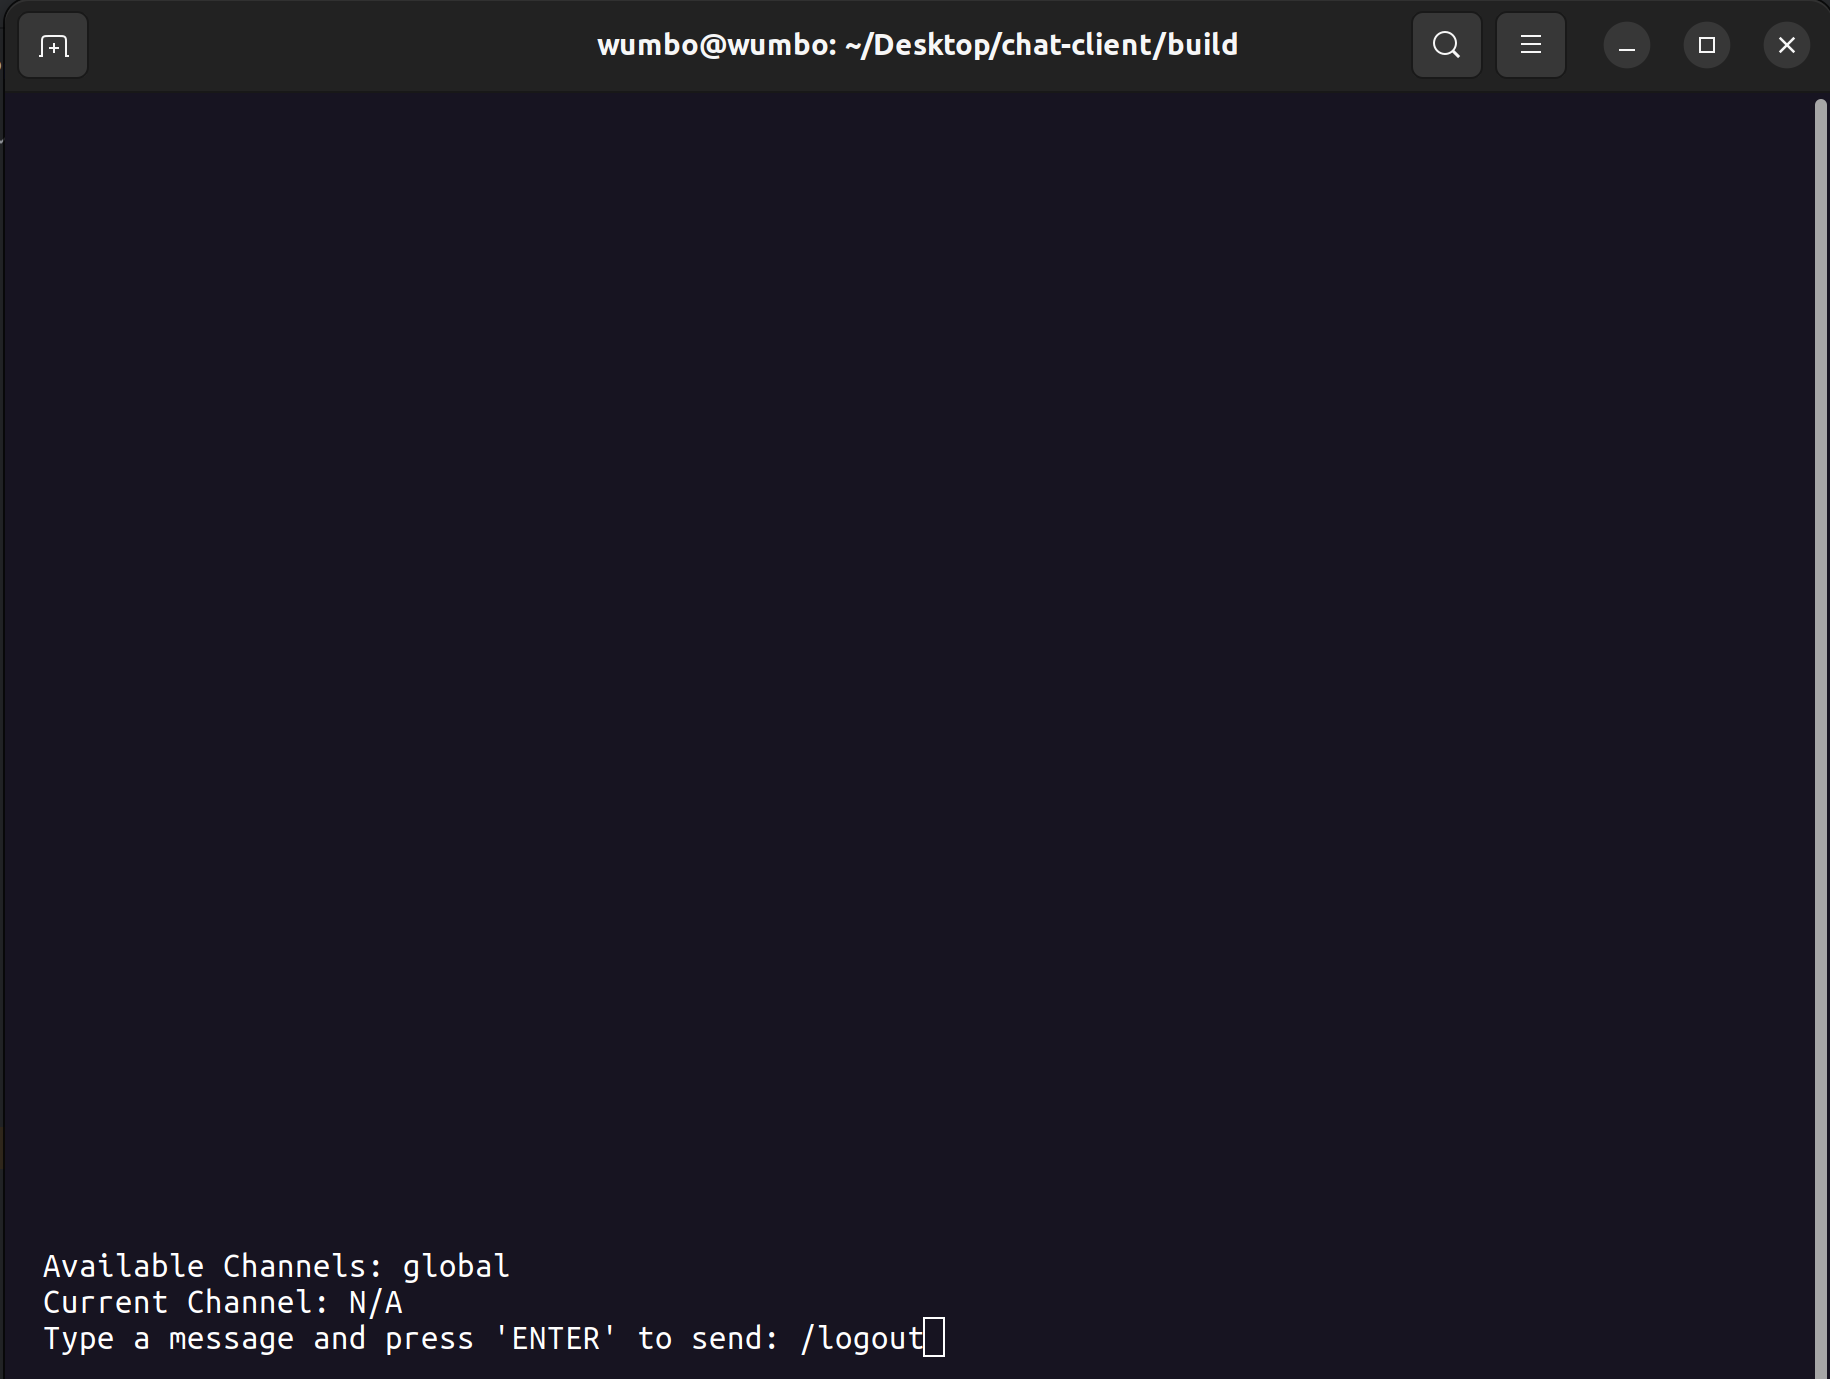 wumbo@wumbo: ~/Desktop/chat-client/build
Available Channels: global
Current Channel: N/A
Type a message and press 'ENTER' to send: /logout